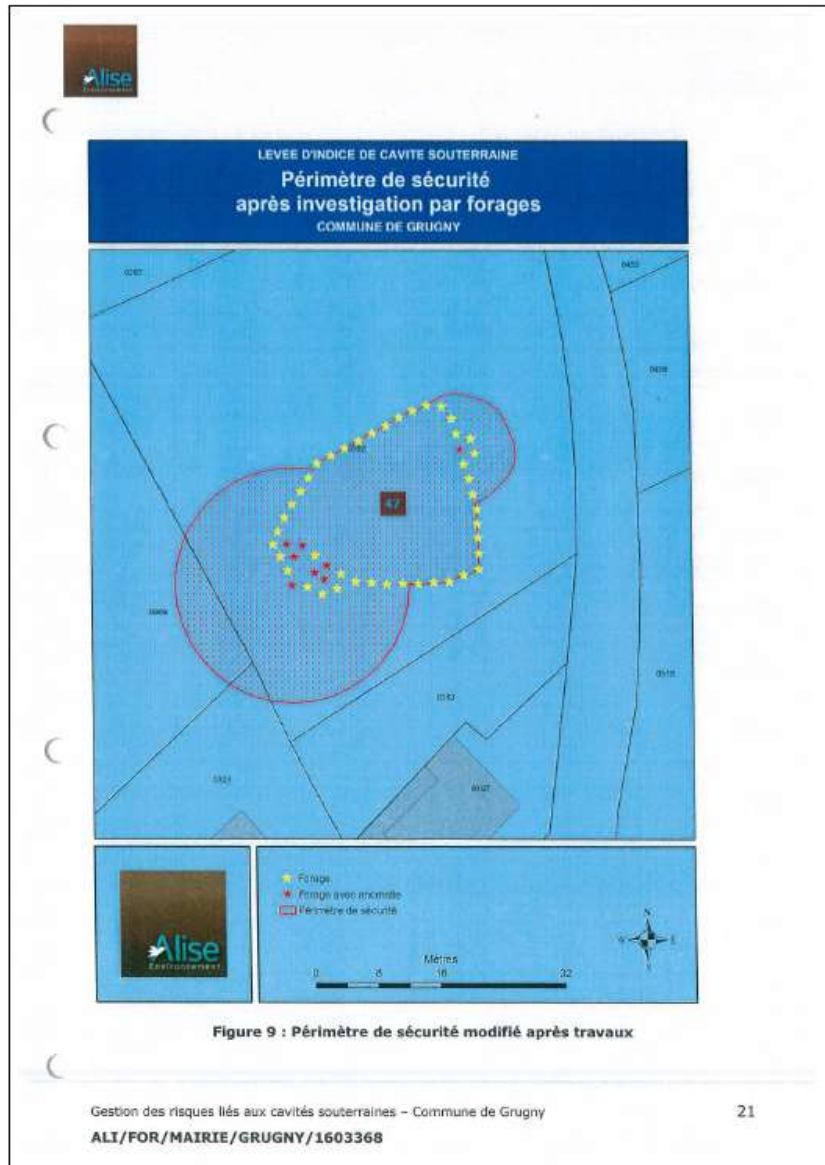 Alise
Environnement
LEVEE D'INDICE DE CAVITE SOUTERRAINE
Périmètre de sécurité
après investigation par forages
COMMUNE DE GRUGNY
47
Forage
Forage avec anomalie
Périmètre de sécurité
Mètres
0 8 16 32
N
W E
S
Alise
Environnement
Figure 9 : Périmètre de sécurité modifié après travaux
Gestion des risques liés aux cavités souterraines – Commune de Grugny 21
ALI/FOR/MAIRIE/GRUGNY/1603368